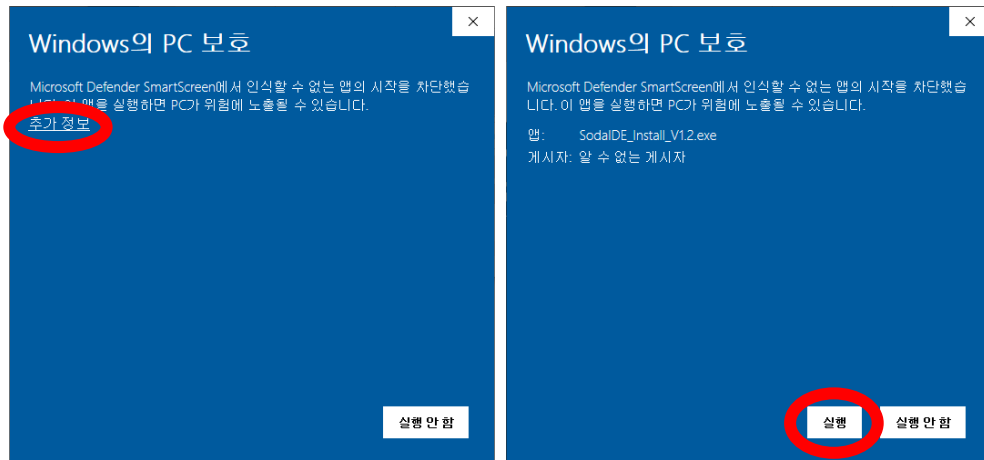 Windows의 PC 보호
Microsoft Defender SmartScreen에서 인식할 수 없는 앱의 시작을 차단했습
니다. 이 앱을 실행하면 PC가 위험에 노출될 수 있습니다.
추가 정보
실행 안 함
Windows의 PC 보호
Microsoft Defender SmartScreen에서 인식할 수 없는 앱의 시작을 차단했습
니다. 이 앱을 실행하면 PC가 위험에 노출될 수 있습니다.
앱: SodaIDE_Install_V1.2.exe
게시자: 알 수 없는 게시자
실행 실행 안 함